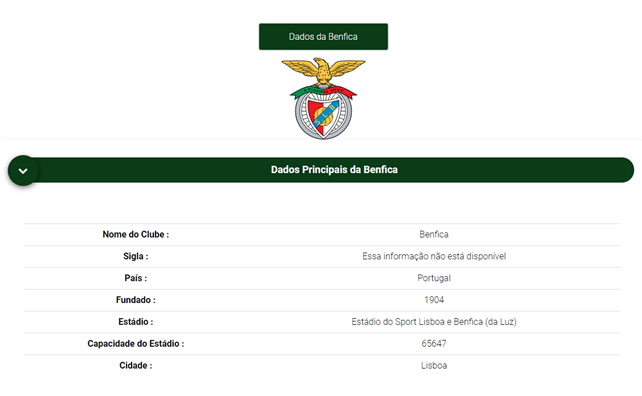 Dados da Benfica
Dados Principais da Benfica
Nome do Clube : Benfica
Sigla : Essa informação não está disponível
País : Portugal
Fundado : 1904
Estádio : Estádio do Sport Lisboa e Benfica (da Luz)
Capacidade do Estádio : 65647
Cidade : Lisboa